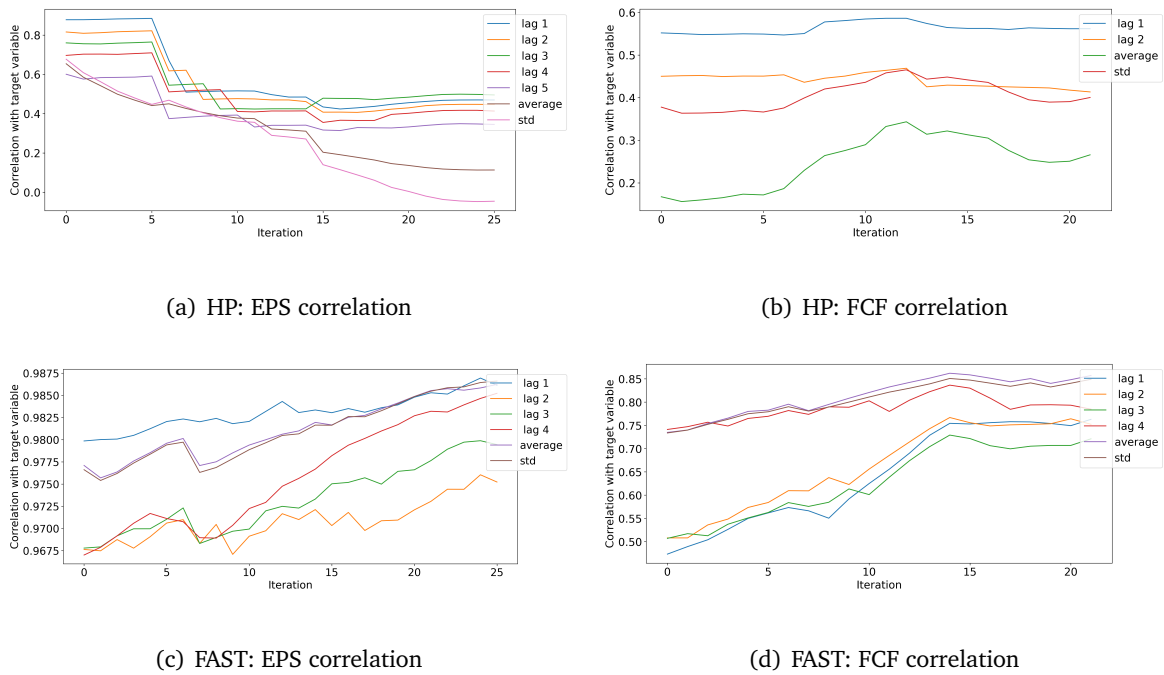 Correlation with target variable
0.8
0.6
0.4
0.2
0.0
0
5
10
15
20
25
Iteration
lag 1
lag 2
lag 3
lag 4
lag 5
average
std
(a) HP: EPS correlation
Correlation with target variable
0.6
0.5
0.4
0.3
0.2
0
5
10
15
20
Iteration
lag 1
lag 2
average
std
(b) HP: FCF correlation
Correlation with target variable
0.9875
0.9850
0.9825
0.9800
0.9775
0.9750
0.9725
0.9700
0.9675
0
5
10
15
20
25
Iteration
lag 1
lag 2
lag 3
lag 4
average
std
(c) FAST: EPS correlation
Correlation with target variable
0.85
0.80
0.75
0.70
0.65
0.60
0.55
0.50
0
5
10
15
20
Iteration
lag 1
lag 2
lag 3
lag 4
average
std
(d) FAST: FCF correlation